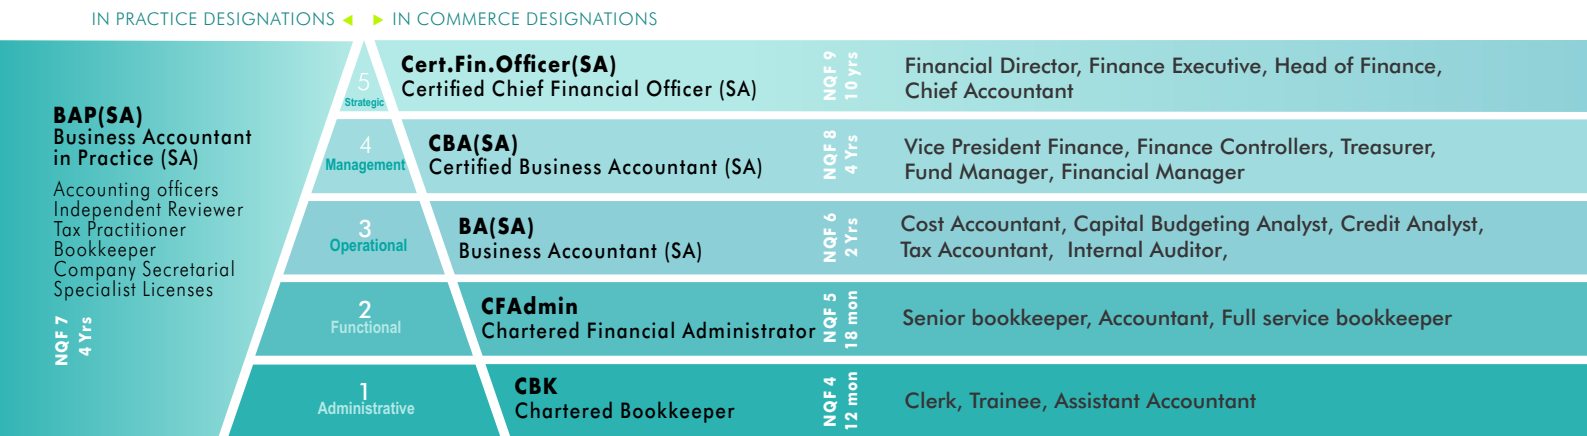 IN PRACTICE DESIGNATIONS
IN COMMERCE DESIGNATIONS
BAP(SA)
Business Accountant
in Practice (SA)
Accounting officers
Independent Reviewer
Tax Practitioner
Bookkeeper
Company Secretarial
Specialist Licenses
NQF 7
4 Yrs
5
Strategic
Cert.Fin.Officer(SA)
Certified Chief Financial Officer (SA)
NQF 9
10 yrs
Financial Director, Finance Executive, Head of Finance,
Chief Accountant
4
Management
CBA(SA)
Certified Business Accountant (SA)
NQF 8
4 Yrs
Vice President Finance, Finance Controllers, Treasurer,
Fund Manager, Financial Manager
3
Operational
BA(SA)
Business Accountant (SA)
NQF 6
2 Yrs
Cost Accountant, Capital Budgeting Analyst, Credit Analyst,
Tax Accountant, Internal Auditor,
2
Functional
CFAdmin
Chartered Financial Administrator
NQF 5
18 mon
Senior bookkeeper, Accountant, Full service bookkeeper
1
Administrative
CBK
Chartered Bookkeeper
NQF 4
12 mon
Clerk, Trainee, Assistant Accountant